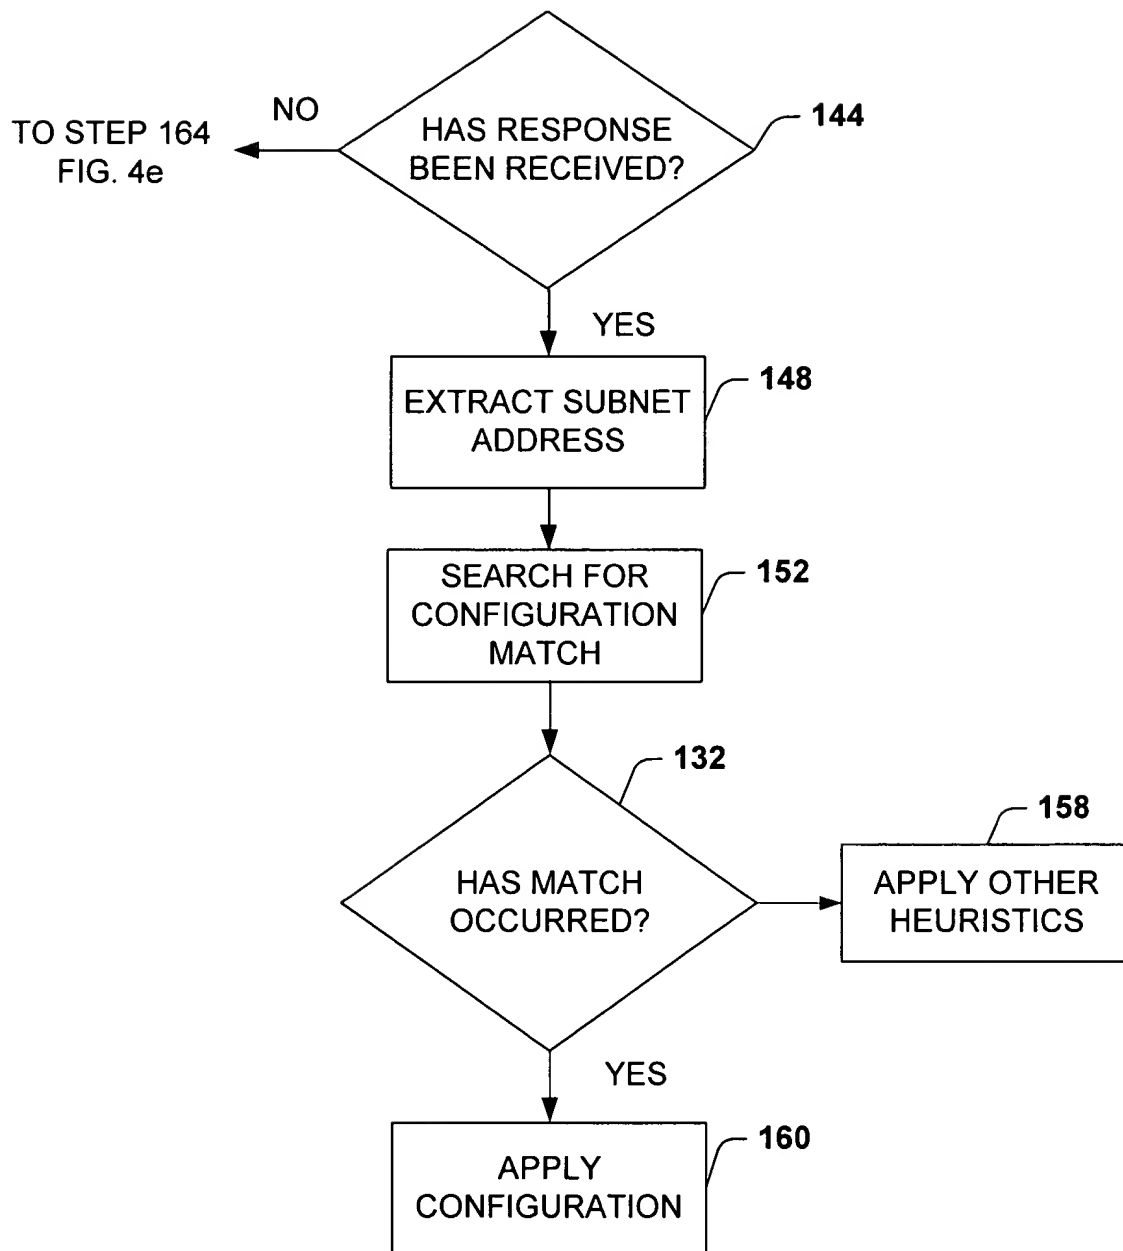 HAS RESPONSE
BEEN RECEIVED?
144
NO
TO STEP 164
FIG. 4e
YES
EXTRACT SUBNET
ADDRESS
148
SEARCH FOR
CONFIGURATION
MATCH
152
132
HAS MATCH
OCCURRED?
158
APPLY OTHER
HEURISTICS
YES
APPLY
CONFIGURATION
160